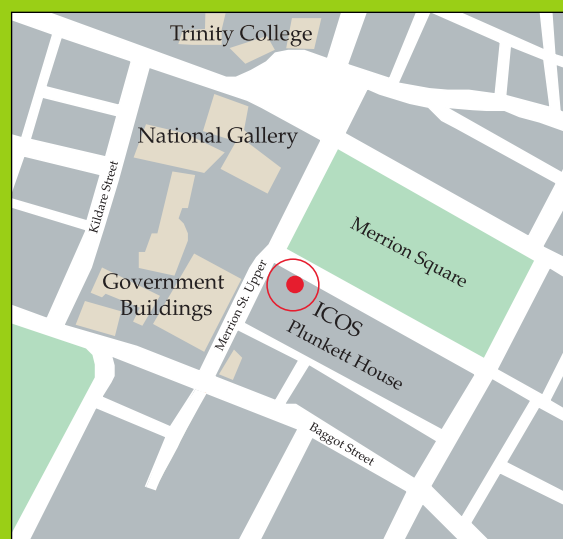 Trinity College
National Gallery
Kildare Street
Merrion Square
Government
Buildings
Merrion St. Upper
ICOS
Plunkett House
Baggot Street